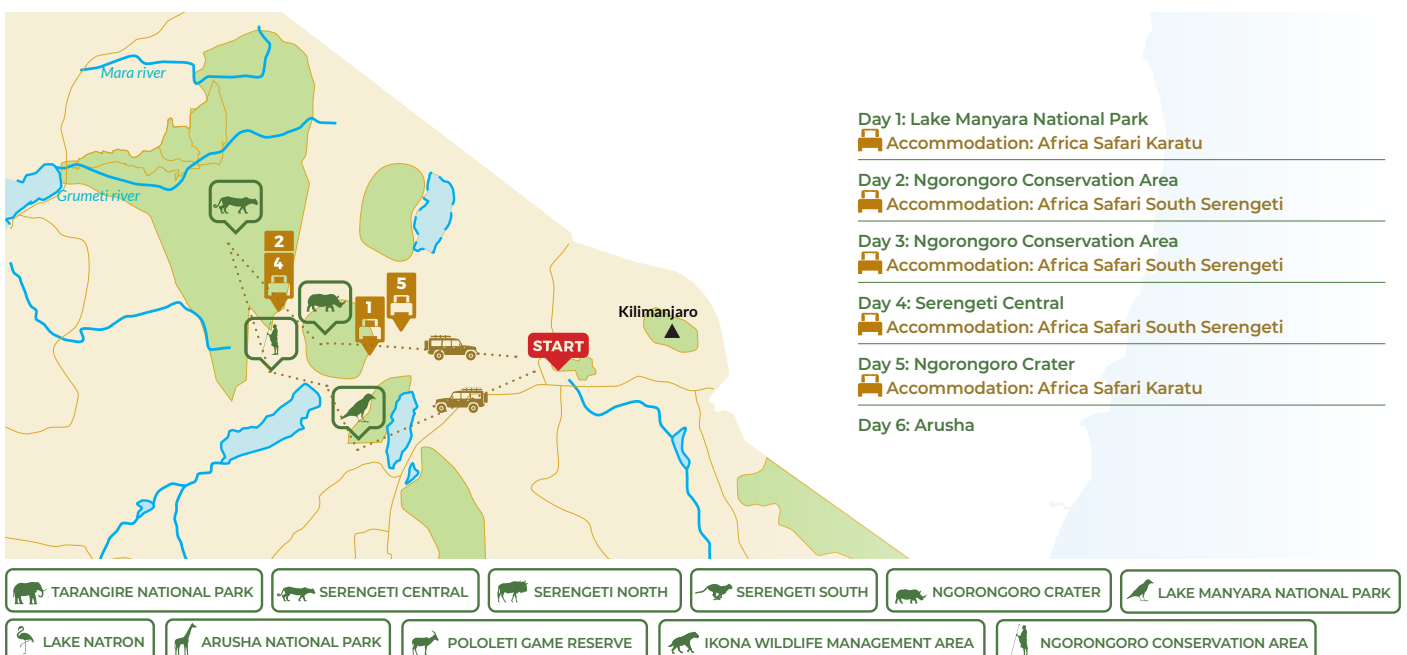 Mara river
Grumeti river
2
4
1
5
START
Kilimanjaro
Day 1: Lake Manyara National Park
Accommodation: Africa Safari Karatu
Day 2: Ngorongoro Conservation Area
Accommodation: Africa Safari South Serengeti
Day 3: Ngorongoro Conservation Area
Accommodation: Africa Safari South Serengeti
Day 4: Serengeti Central
Accommodation: Africa Safari South Serengeti
Day 5: Ngorongoro Crater
Accommodation: Africa Safari Karatu
Day 6: Arusha
TARANGIRE NATIONAL PARK
SERENGETI CENTRAL
SERENGETI NORTH
SERENGETI SOUTH
NGORONGORO CRATER
LAKE MANYARA NATIONAL PARK
LAKE NATRON
ARUSHA NATIONAL PARK
POLOLETI GAME RESERVE
IKONA WILDLIFE MANAGEMENT AREA
NGORONGORO CONSERVATION AREA